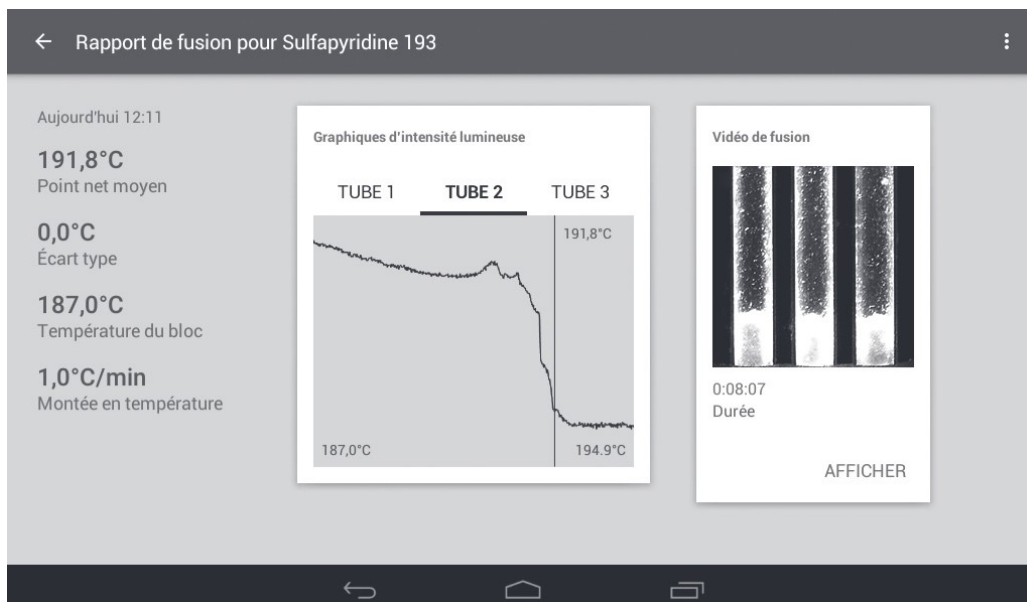 Rapport de fusion pour Sulfapyridine 193
Aujourd'hui 12:11
191,8°C
Point net moyen
0,0°C
Écart type
187,0°C
Température du bloc
1,0°C/min
Montée en température
Graphiques d'intensité lumineuse
TUBE 1 TUBE 2 TUBE 3
191,8°C
187,0°C 194.9°C
Vidéo de fusion
0:08:07
Durée
AFFICHER